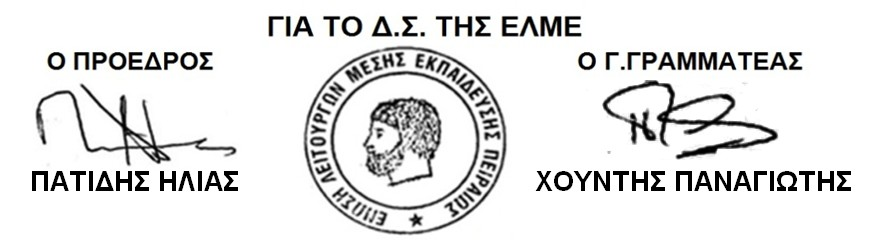 ΓΙΑ ΤΟ Δ.Σ. ΤΗΣ ΕΛΜΕ
Ο ΠΡΟΕΔΡΟΣ
Ο Γ.ΓΡΑΜΜΑΤΕΑΣ
ΕΝΩΣΗ ΛΕΙΤΟΥΡΓΩΝ ΜΕΣΗΣ ΕΚΠΑΙΔΕΥΣΗΣ ΠΕΙΡΑΙΩΣ
ΠΑΤΙΔΗΣ ΗΛΙΑΣ
ΧΟΥΝΤΗΣ ΠΑΝΑΓΙΩΤΗΣ